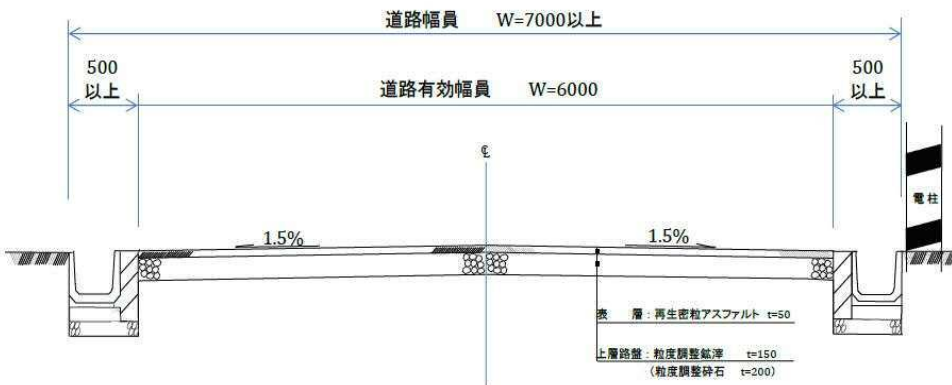 道路幅員 W=7000以上
500
以上
道路有効幅員 W=6000
500
以上
℄
電柱
1.5%
1.5%
表 層：再生密粒アスファルト t=50
上層路盤：粒度調整鉱滓 t=150
（粒度調整砕石 t=200）